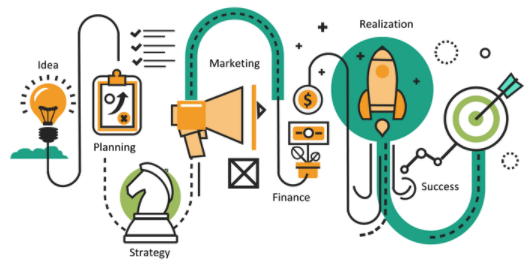 Idea
Planning
Strategy
Marketing
$
Finance
Realization
Success